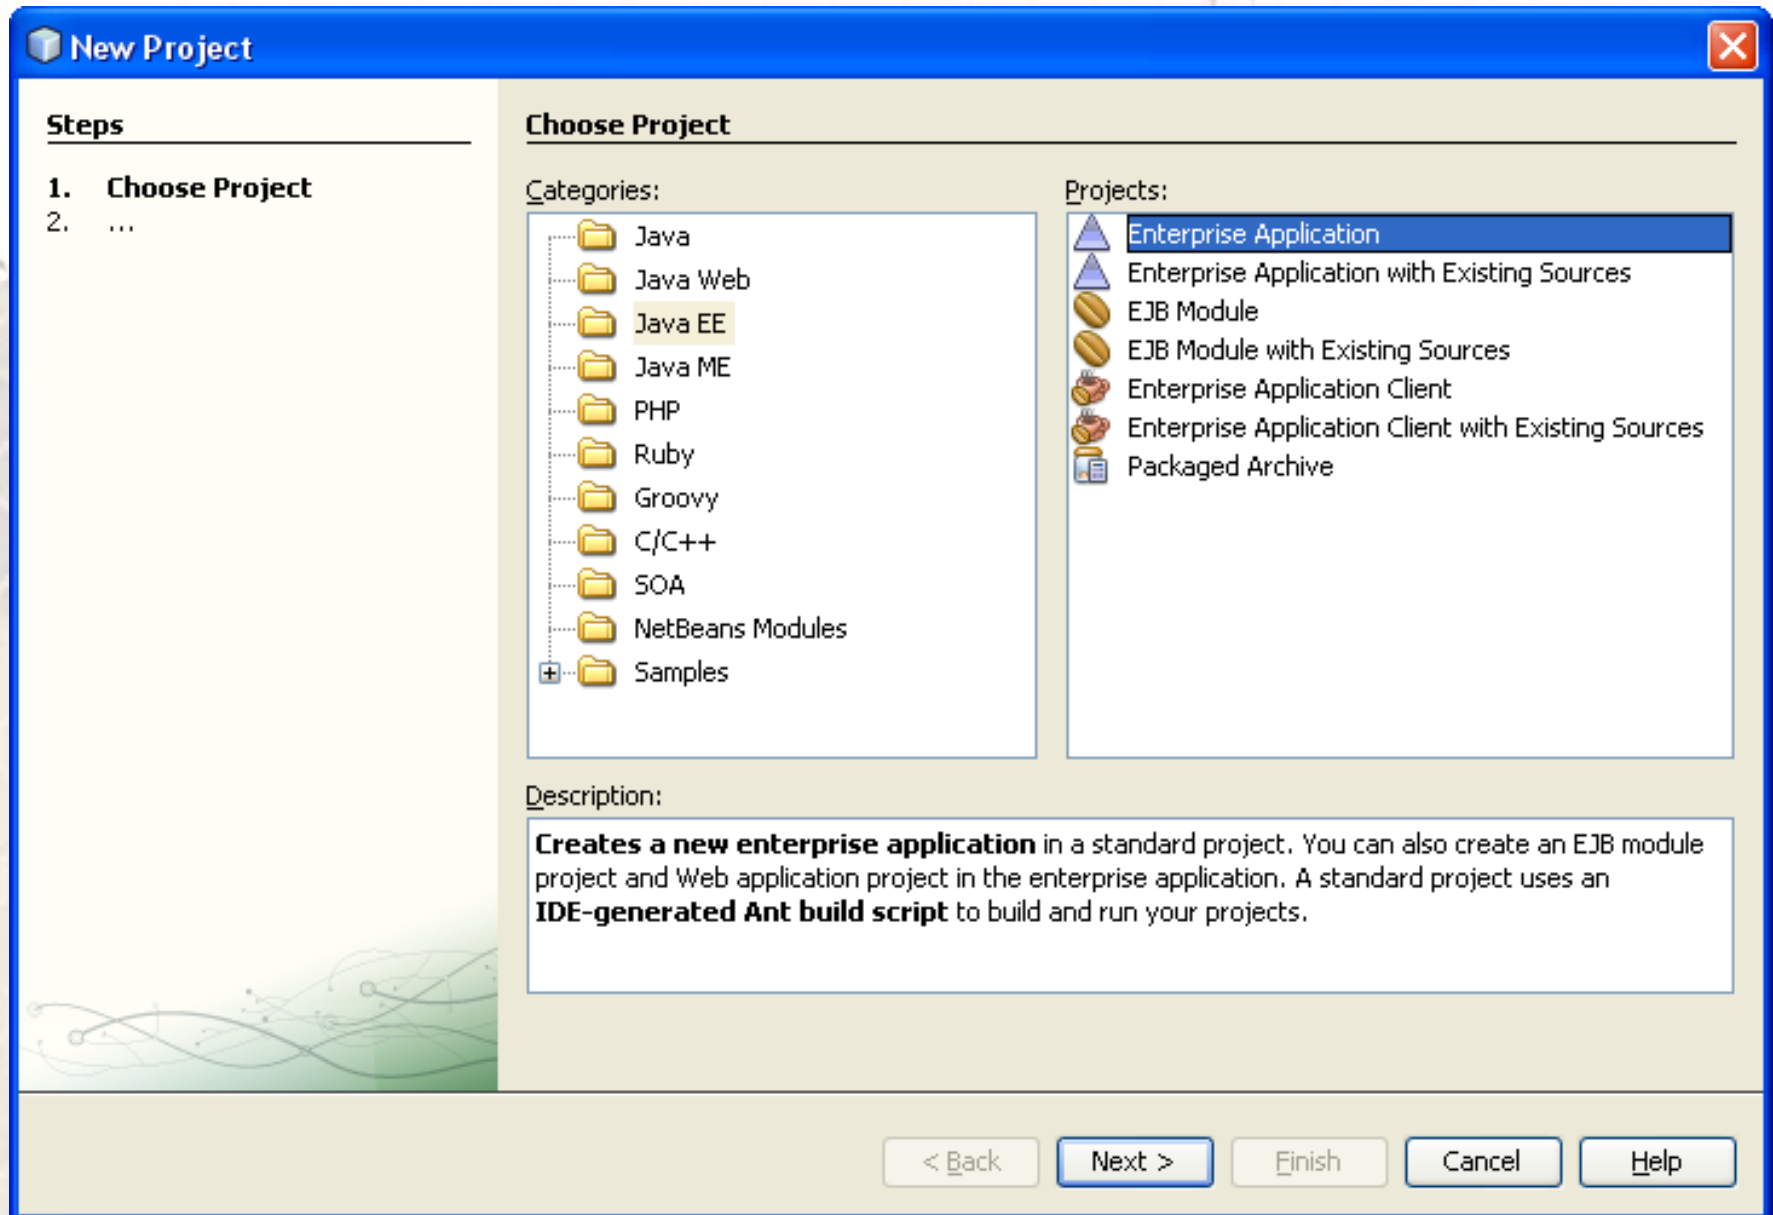 New Project
Steps
1. Choose Project
2. ...
Choose Project
Categories:
Java
Java Web
Java EE
Java ME
PHP
Ruby
Groovy
C/C++
SOA
NetBeans Modules
Samples
Projects:
Enterprise Application
Enterprise Application with Existing Sources
EJB Module
EJB Module with Existing Sources
Enterprise Application Client
Enterprise Application Client with Existing Sources
Packaged Archive
Description:
Creates a new enterprise application in a standard project. You can also create an EJB module
project and Web application project in the enterprise application. A standard project uses an
IDE-generated Ant build script to build and run your projects.
< Back
Next >
Finish
Cancel
Help